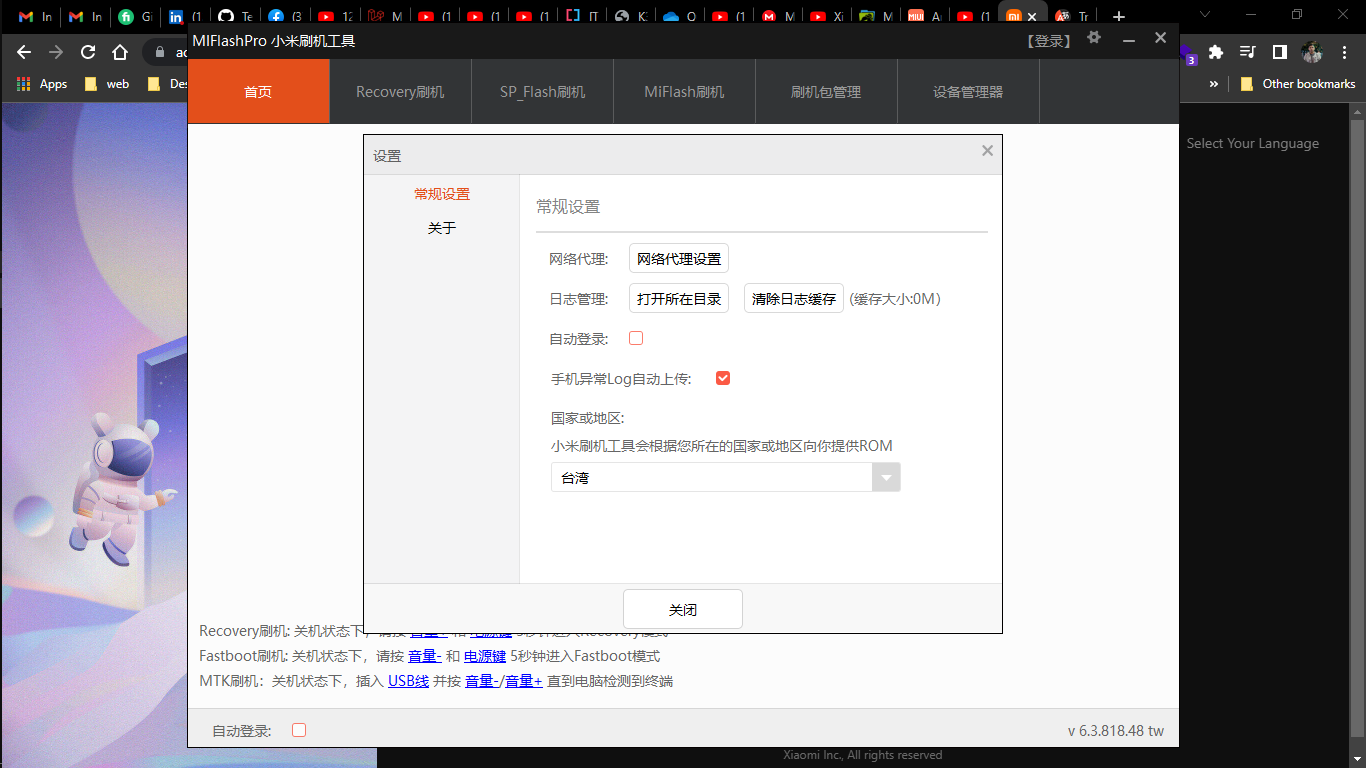 In
In
Gi
(1
Te
(3
12
M
(1
(1
(1
IT
K
O
(1
M
Xi
M
A
(1
Tr
MIFlashPro 小米刷机工具
【登录】
ac
3
Apps
web
Des
»
Other bookmarks
首页
Recovery刷机
SP_Flash刷机
MiFlash刷机
刷机包管理
设备管理器
Select Your Language
设置
常规设置
关于
常规设置
网络代理: 网络代理设置
日志管理: 打开所在目录 清除日志缓存 (缓存大小:0M)
自动登录:
手机异常Log自动上传:
国家或地区:
小米刷机工具会根据您所在的国家或地区向你提供ROM
台湾
关闭
Recovery刷机: 关机状态下，请按 音量+ 和 电源键 5秒钟进入Recovery模式
Fastboot刷机: 关机状态下，请按 音量- 和 电源键 5秒钟进入Fastboot模式
MTK刷机：关机状态下，插入 USB线 并按 音量-/音量+ 直到电脑检测到终端
自动登录:
v 6.3.818.48 tw
Xiaomi Inc., All rights reserved